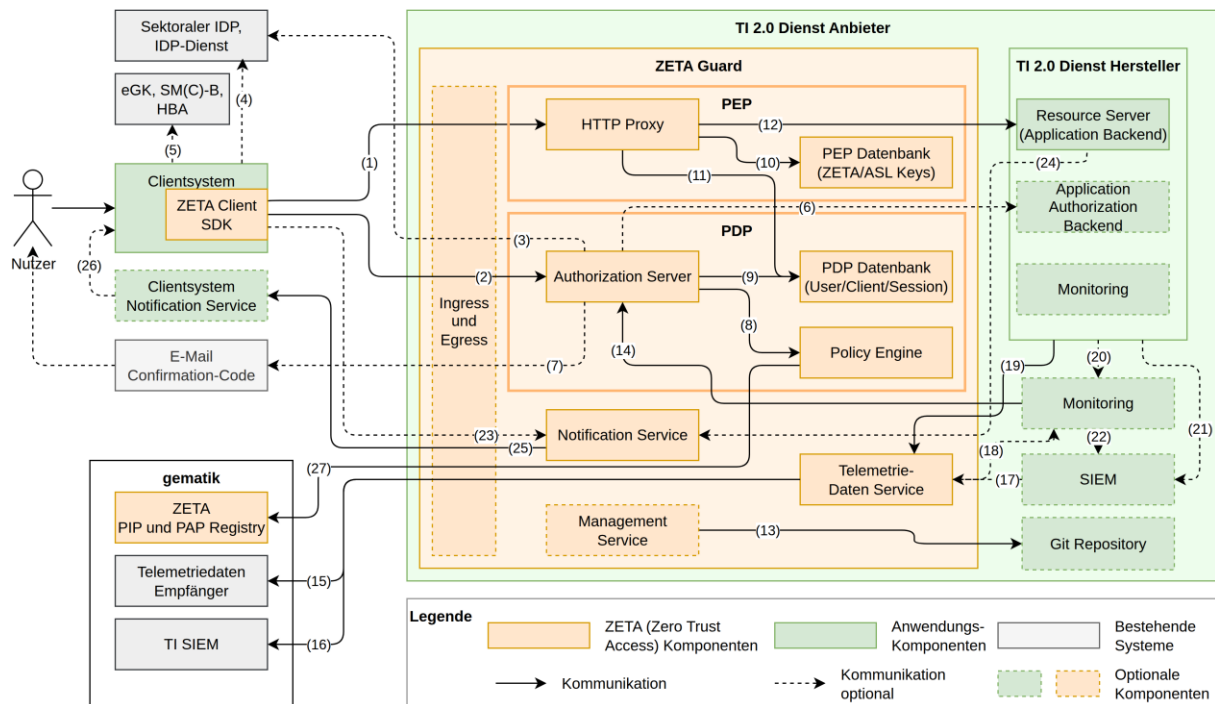 Sektoraler IDP,
IDP-Dienst
eGK, SM(C)-B,
HBA
(4)
(5)
Clientsystem
ZETA Client
SDK
Nutzer
(26)
Clientsystem
Notification Service
E-Mail
Confirmation-Code
(1)
(2)
(3)
(7)
(23)
(25)
(27)
(15)
(16)
gematik
ZETA
PIP und PAP Registry
Telemetriedaten
Empfänger
TI SIEM
TI 2.0 Dienst Anbieter
ZETA Guard
Ingress
und
Egress
PEP
HTTP Proxy
(12)
(10)
(11)
PEP Datenbank
(ZETA/ASL Keys)
(6)
PDP
Authorization Server
(9)
(8)
(14)
PDP Datenbank
(User/Client/Session)
Policy Engine
Notification Service
Telemetrie-
Daten Service
Management
Service
(13)
TI 2.0 Dienst Hersteller
Resource Server
(Application Backend)
(24)
Application
Authorization
Backend
Monitoring
(19)
(20)
(21)
Monitoring
(18)
(22)
(17)
SIEM
Git Repository
Legende
ZETA (Zero Trust
Access) Komponenten
Anwendungs-
Komponenten
Bestehende
Systeme
Kommunikation
Kommunikation
optional
Optionale
Komponenten